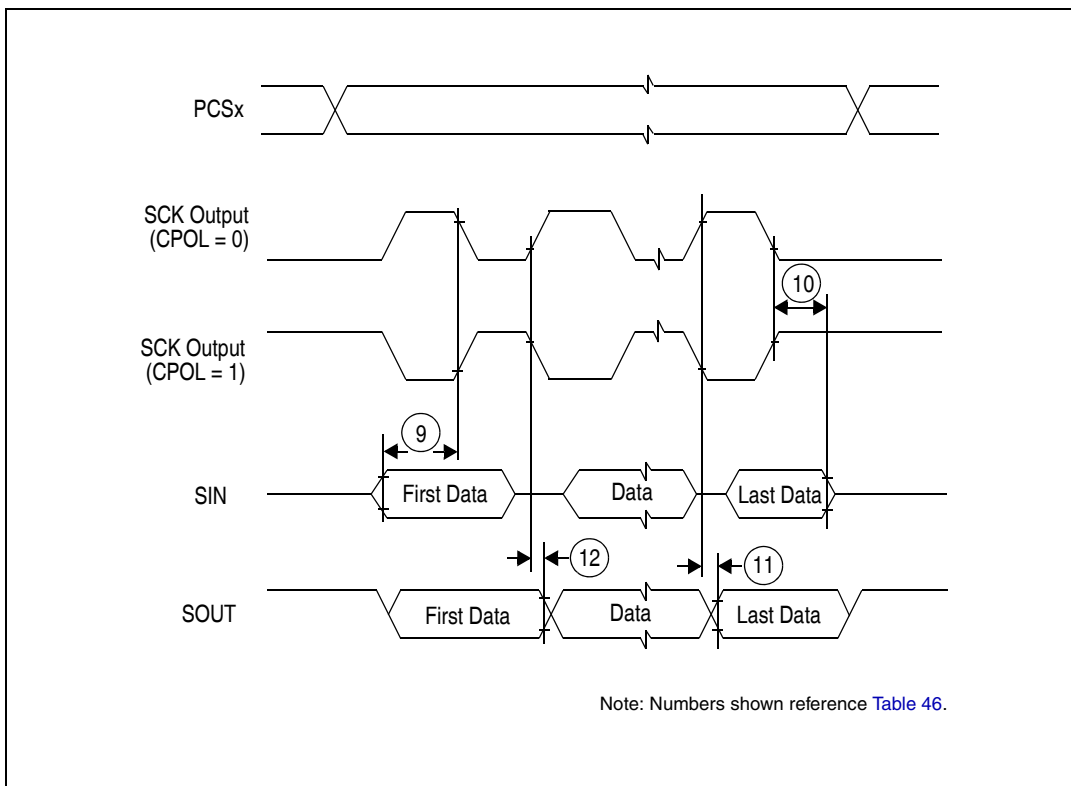 PCSx
SCK Output
(CPOL = 0)
10
SCK Output
(CPOL = 1)
9
SIN
First Data
Data
Last Data
12
11
SOUT
First Data
Data
Last Data
Note: Numbers shown reference Table 46.